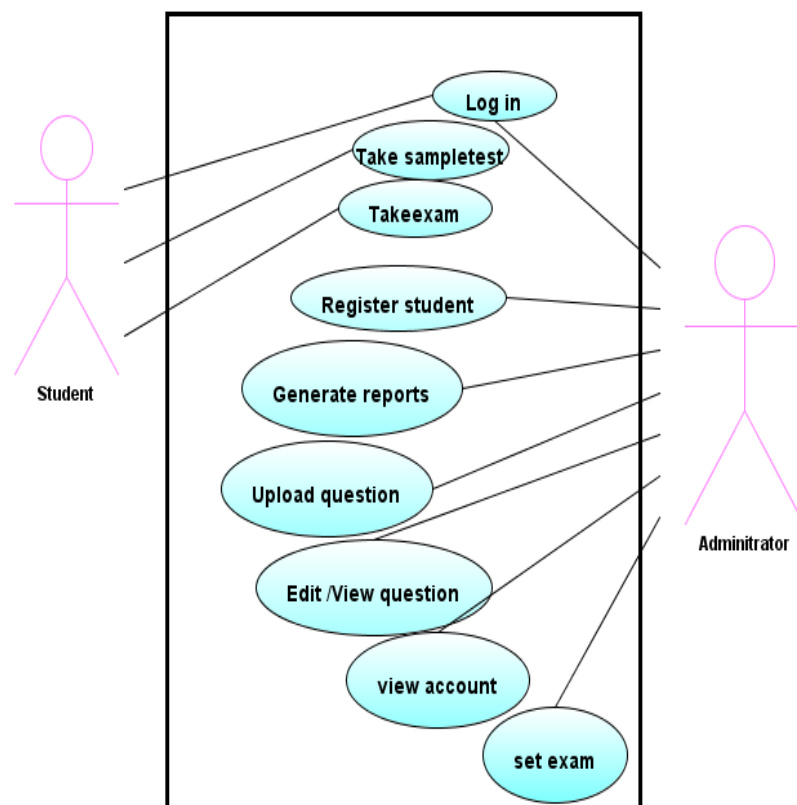 Log in
Take sampletest
Takeexam
Register student
Student
Generate reports
Upload question
Adminitrator
Edit /View question
view account
set exam